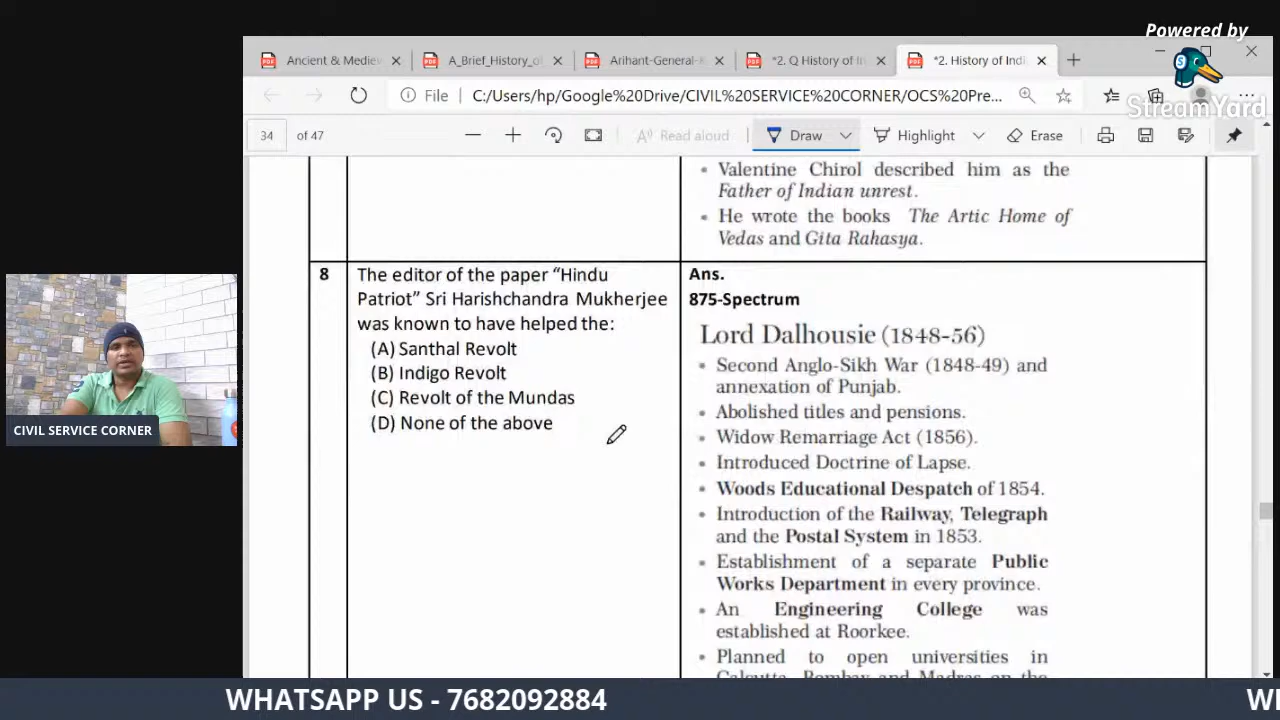 Powered by
StreamYard
Ancient & Mediev
A_Brief_History_o
Arihant-General-K
*2. Q History of In
*2. History of Indi
File
C:/Users/hp/Google%20Drive/CIVIL%20SERVICE%20CORNER/OCS%20Pre...
34 of 47
Read aloud
Draw
Highlight
Erase
• Valentine Chirol described him as the
Father of Indian unrest.
• He wrote the books The Artic Home of
Vedas and Gita Rahasya.
8
The editor of the paper “Hindu
Patriot” Sri Harishchandra Mukherjee
was known to have helped the:
(A) Santhal Revolt
(B) Indigo Revolt
(C) Revolt of the Mundas
(D) None of the above
Ans.
875-Spectrum
Lord Dalhousie (1848-56)
• Second Anglo-Sikh War (1848-49) and
annexation of Punjab.
• Abolished titles and pensions.
• Widow Remarriage Act (1856).
• Introduced Doctrine of Lapse.
• Woods Educational Despatch of 1854.
• Introduction of the Railway, Telegraph
and the Postal System in 1853.
• Establishment of a separate Public
Works Department in every province.
• An Engineering College was
established at Roorkee.
• Planned to open universities in
Calcutta, Bombay and Madras on the
CIVIL SERVICE CORNER
WHATSAPP US - 7682092884